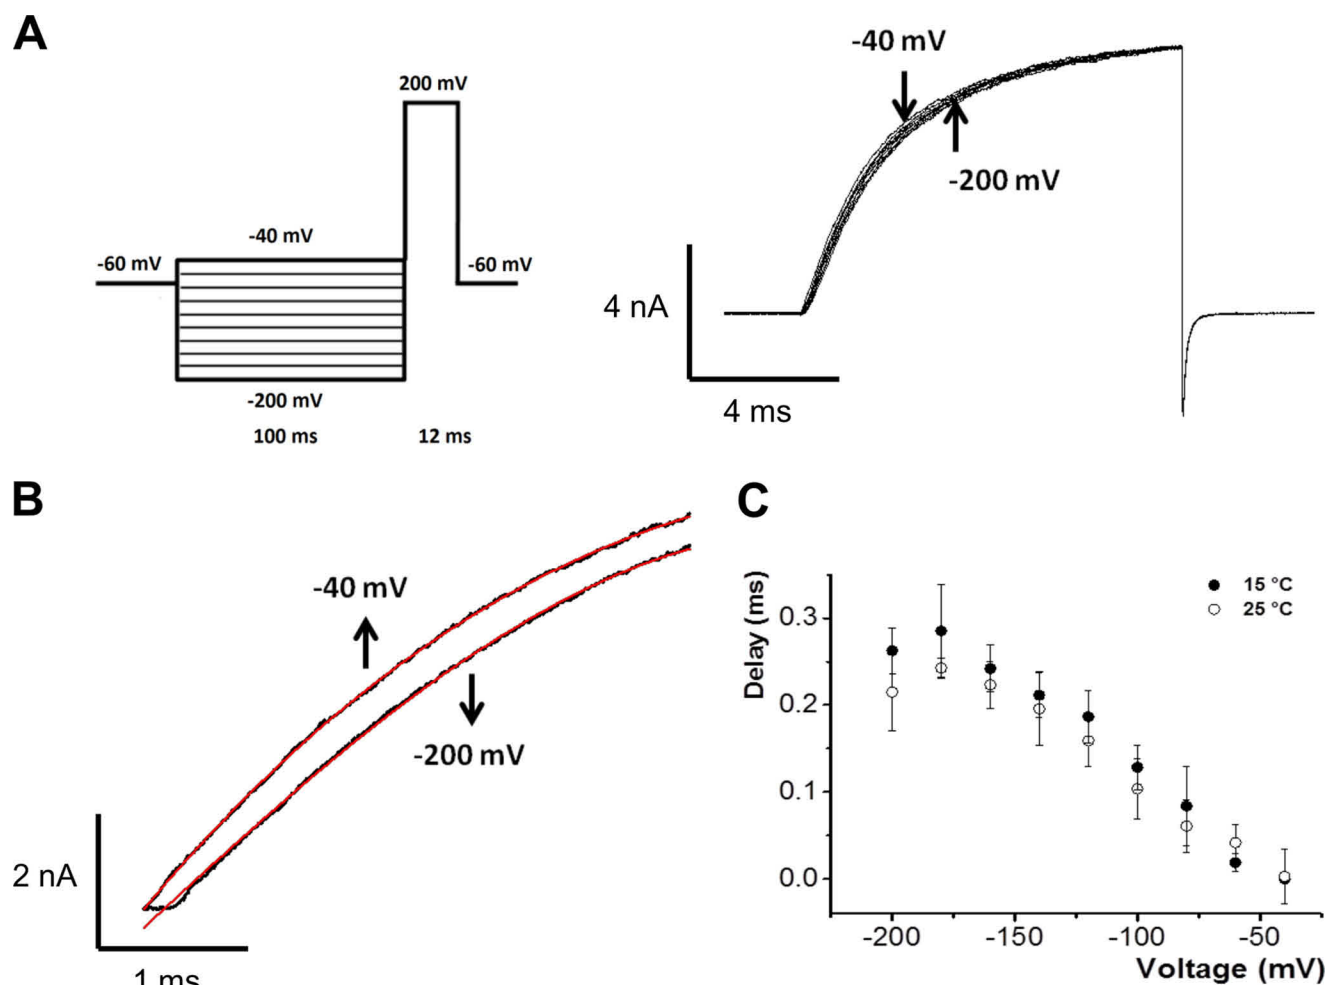 A
200 mV
-40 mV
-60 mV
-60 mV
-200 mV
100 ms
12 ms
-40 mV
-200 mV
4 nA
4 ms
B
-40 mV
-200 mV
2 nA
1 ms
C
Delay (ms)
0.3
0.2
0.1
0.0
15 °C
25 °C
-200
-150
-100
-50
Voltage (mV)